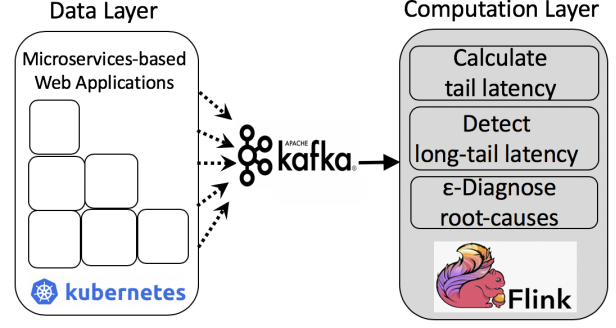 Data Layer
Computation Layer
Microservices-based
Web Applications
kubernetes
APACHE
kafka®
Calculate
tail latency
Detect
long-tail latency
ε-Diagnose
root-causes
Flink